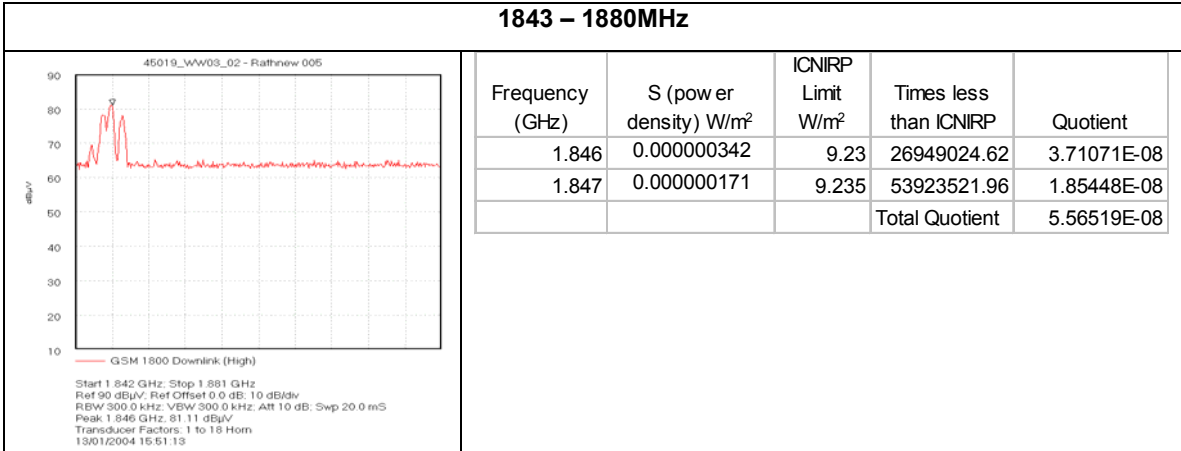 1843 – 1880MHz
45019_WW03_02 - Rathnew 005
90
80
70
60
50
40
30
20
10
dBµV
GSM 1800 Downlink (High)
Start 1.842 GHz; Stop 1.881 GHz
Ref 90 dBµV; Ref Offset 0.0 dB; 10 dB/div
RBW 300.0 kHz; VBW 300.0 kHz; Att 10 dB; Swp 20.0 mS
Peak 1.846 GHz, 81.11 dBµV
Transducer Factors: 1 to 18 Horn
13/01/2004 15:51:13
Frequency (GHz) S (pow er density) W/m² ICNIRP Limit W/m² Times less than ICNIRP Quotient
1.846 0.000000342 9.23 26949024.62 3.71071E-08
1.847 0.000000171 9.235 53923521.96 1.85448E-08
Total Quotient 5.56519E-08